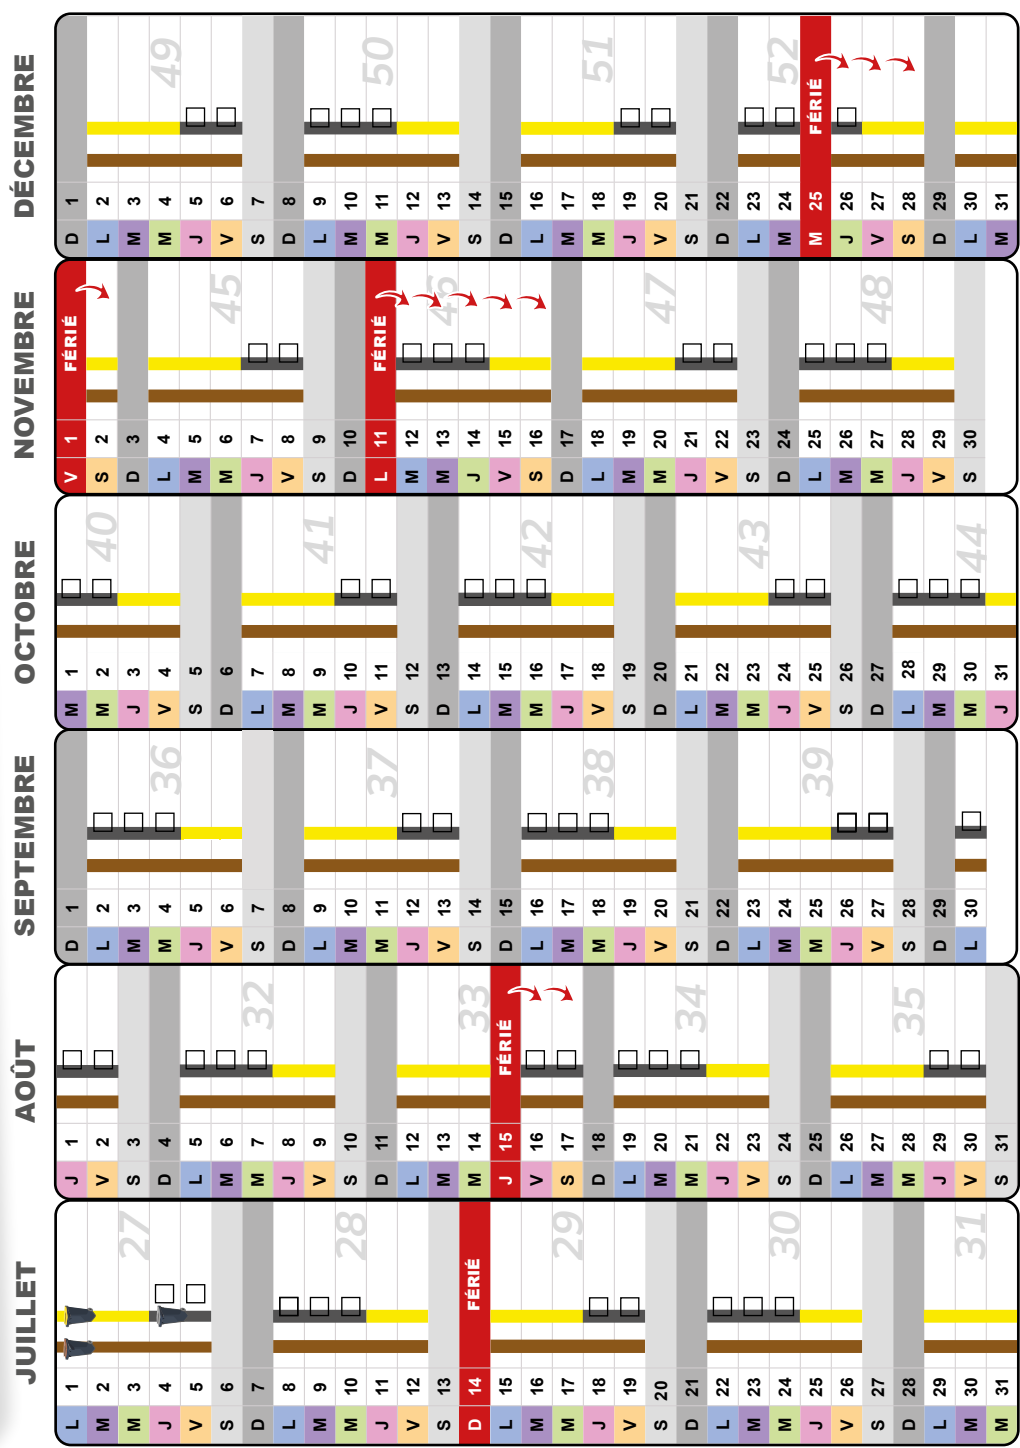 JUILLET
L 1
M 2
M 3 27
J 4
V 5
S 6
D 7
L 8
M 9
M 10 28
J 11
V 12
S 13
D 14 FÉRIÉ
L 15
M 16
M 17 29
J 18
V 19
S 20
D 21
L 22
M 23
M 24 30
J 25
V 26
S 27
D 28
L 29
M 30 31
M 31
AOÛT
J 1
V 2
S 3
D 4
L 5
M 6
M 7 32
J 8
V 9
S 10
D 11
L 12
M 13
M 14 33
J 15 FÉRIÉ
V 16
S 17
D 18
L 19
M 20
M 21 34
J 22
V 23
S 24
D 25
L 26
M 27
M 28 35
J 29
V 30
S 31
SEPTEMBRE
D 1
L 2
M 3
M 4 36
J 5
V 6
S 7
D 8
L 9
M 10
M 11 37
J 12
V 13
S 14
D 15
L 16
M 17
M 18 38
J 19
V 20
S 21
D 22
L 23
M 24
M 25 39
J 26
V 27
S 28
D 29
L 30
OCTOBRE
M 1
M 2 40
J 3
V 4
S 5
D 6
L 7
M 8
M 9 41
J 10
V 11
S 12
D 13
L 14
M 15
M 16 42
J 17
V 18
S 19
D 20
L 21
M 22
M 23 43
J 24
V 25
S 26
D 27
L 28
M 29
M 30 44
J 31
NOVEMBRE
V 1 FÉRIÉ
S 2
D 3
L 4
M 5
M 6 45
J 7
V 8
S 9
D 10
L 11 FÉRIÉ
M 12
M 13 46
J 14
V 15
S 16
D 17
L 18
M 19
M 20 47
J 21
V 22
S 23
D 24
L 25
M 26
M 27 48
J 28
V 29
S 30
DÉCEMBRE
D 1
L 2
M 3
M 4 49
J 5
V 6
S 7
D 8
L 9
M 10
M 11 50
J 12
V 13
S 14
D 15
L 16
M 17
M 18 51
J 19
V 20
S 21
D 22
L 23
M 24 52
M 25 FÉRIÉ
J 26
V 27
S 28
D 29
L 30
M 31